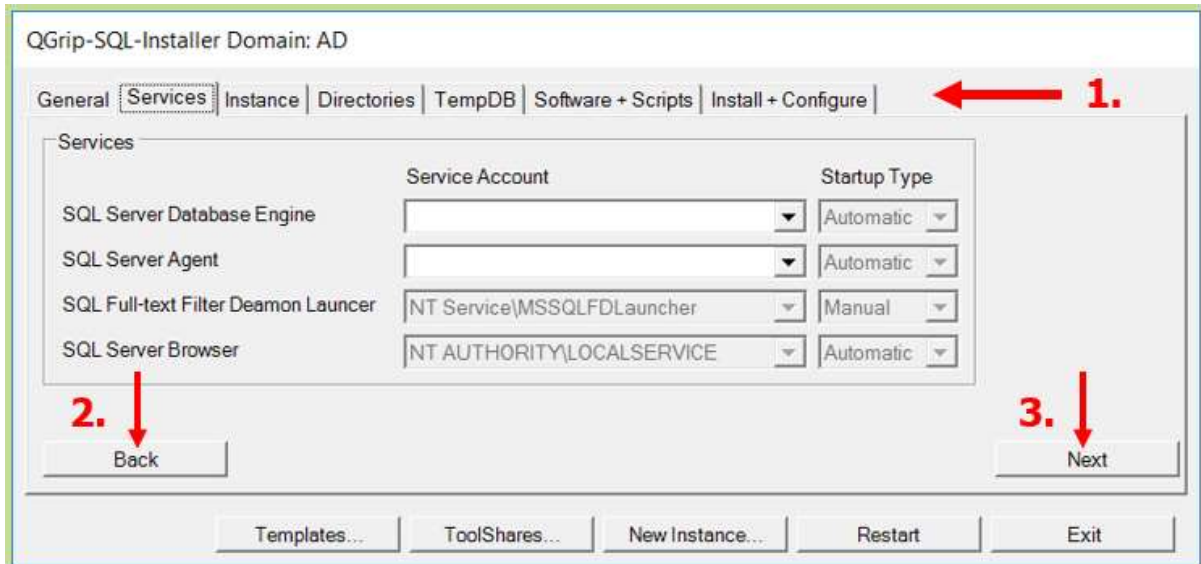 QGrip-SQL-Installer Domain: AD
General Services Instance Directories TempDB Software + Scripts Install + Configure 1.
Services
Service Account Startup Type
SQL Server Database Engine Automatic
SQL Server Agent Automatic
SQL Full-text Filter Deamon Launcer NT Service\MSSQLFDLauncher Manual
SQL Server Browser NT AUTHORITY\LOCALSERVICE Automatic
2. 3.
Back Next
Templates... ToolShares... New Instance... Restart Exit